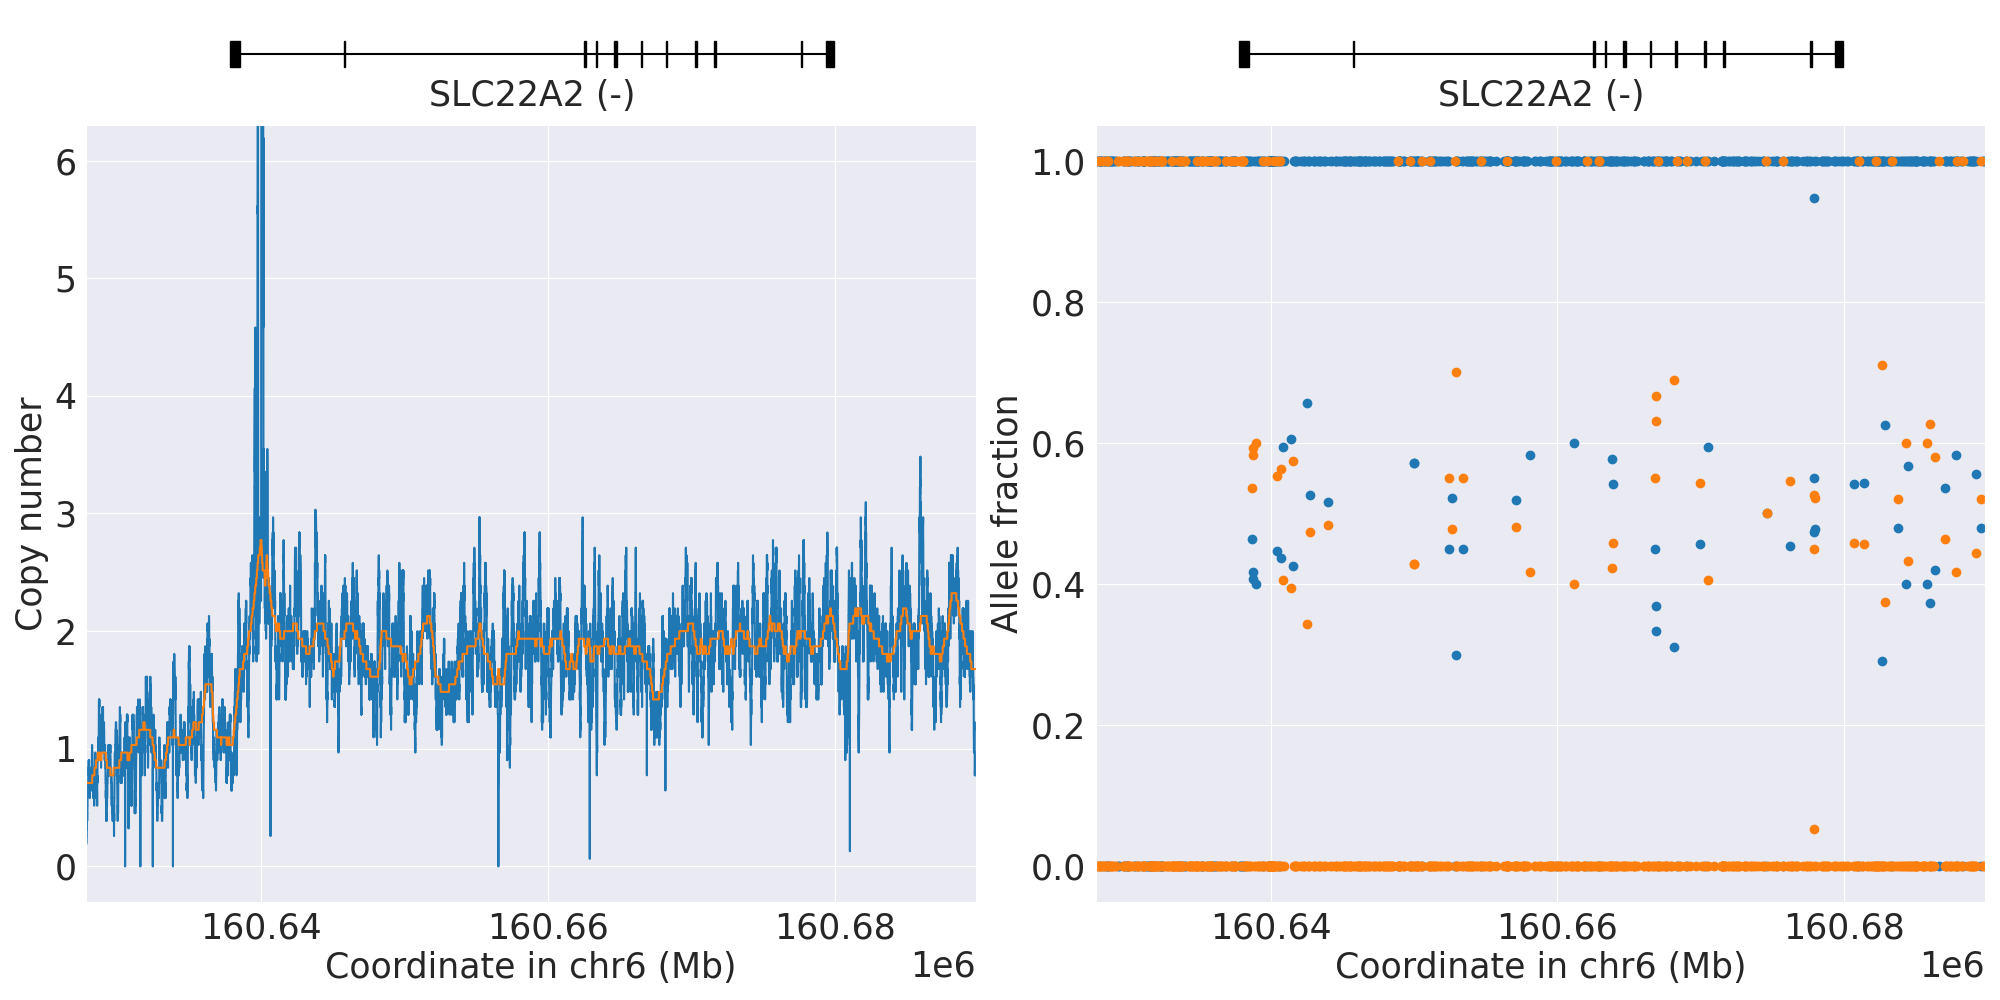 SLC22A2 (-)
6
5
4
3
2
1
0
Copy number
160.64
160.66
160.68
Coordinate in chr6 (Mb)
1e6
SLC22A2 (-)
1.0
0.8
0.6
0.4
0.2
0.0
Allele fraction
160.64
160.66
160.68
Coordinate in chr6 (Mb)
1e6